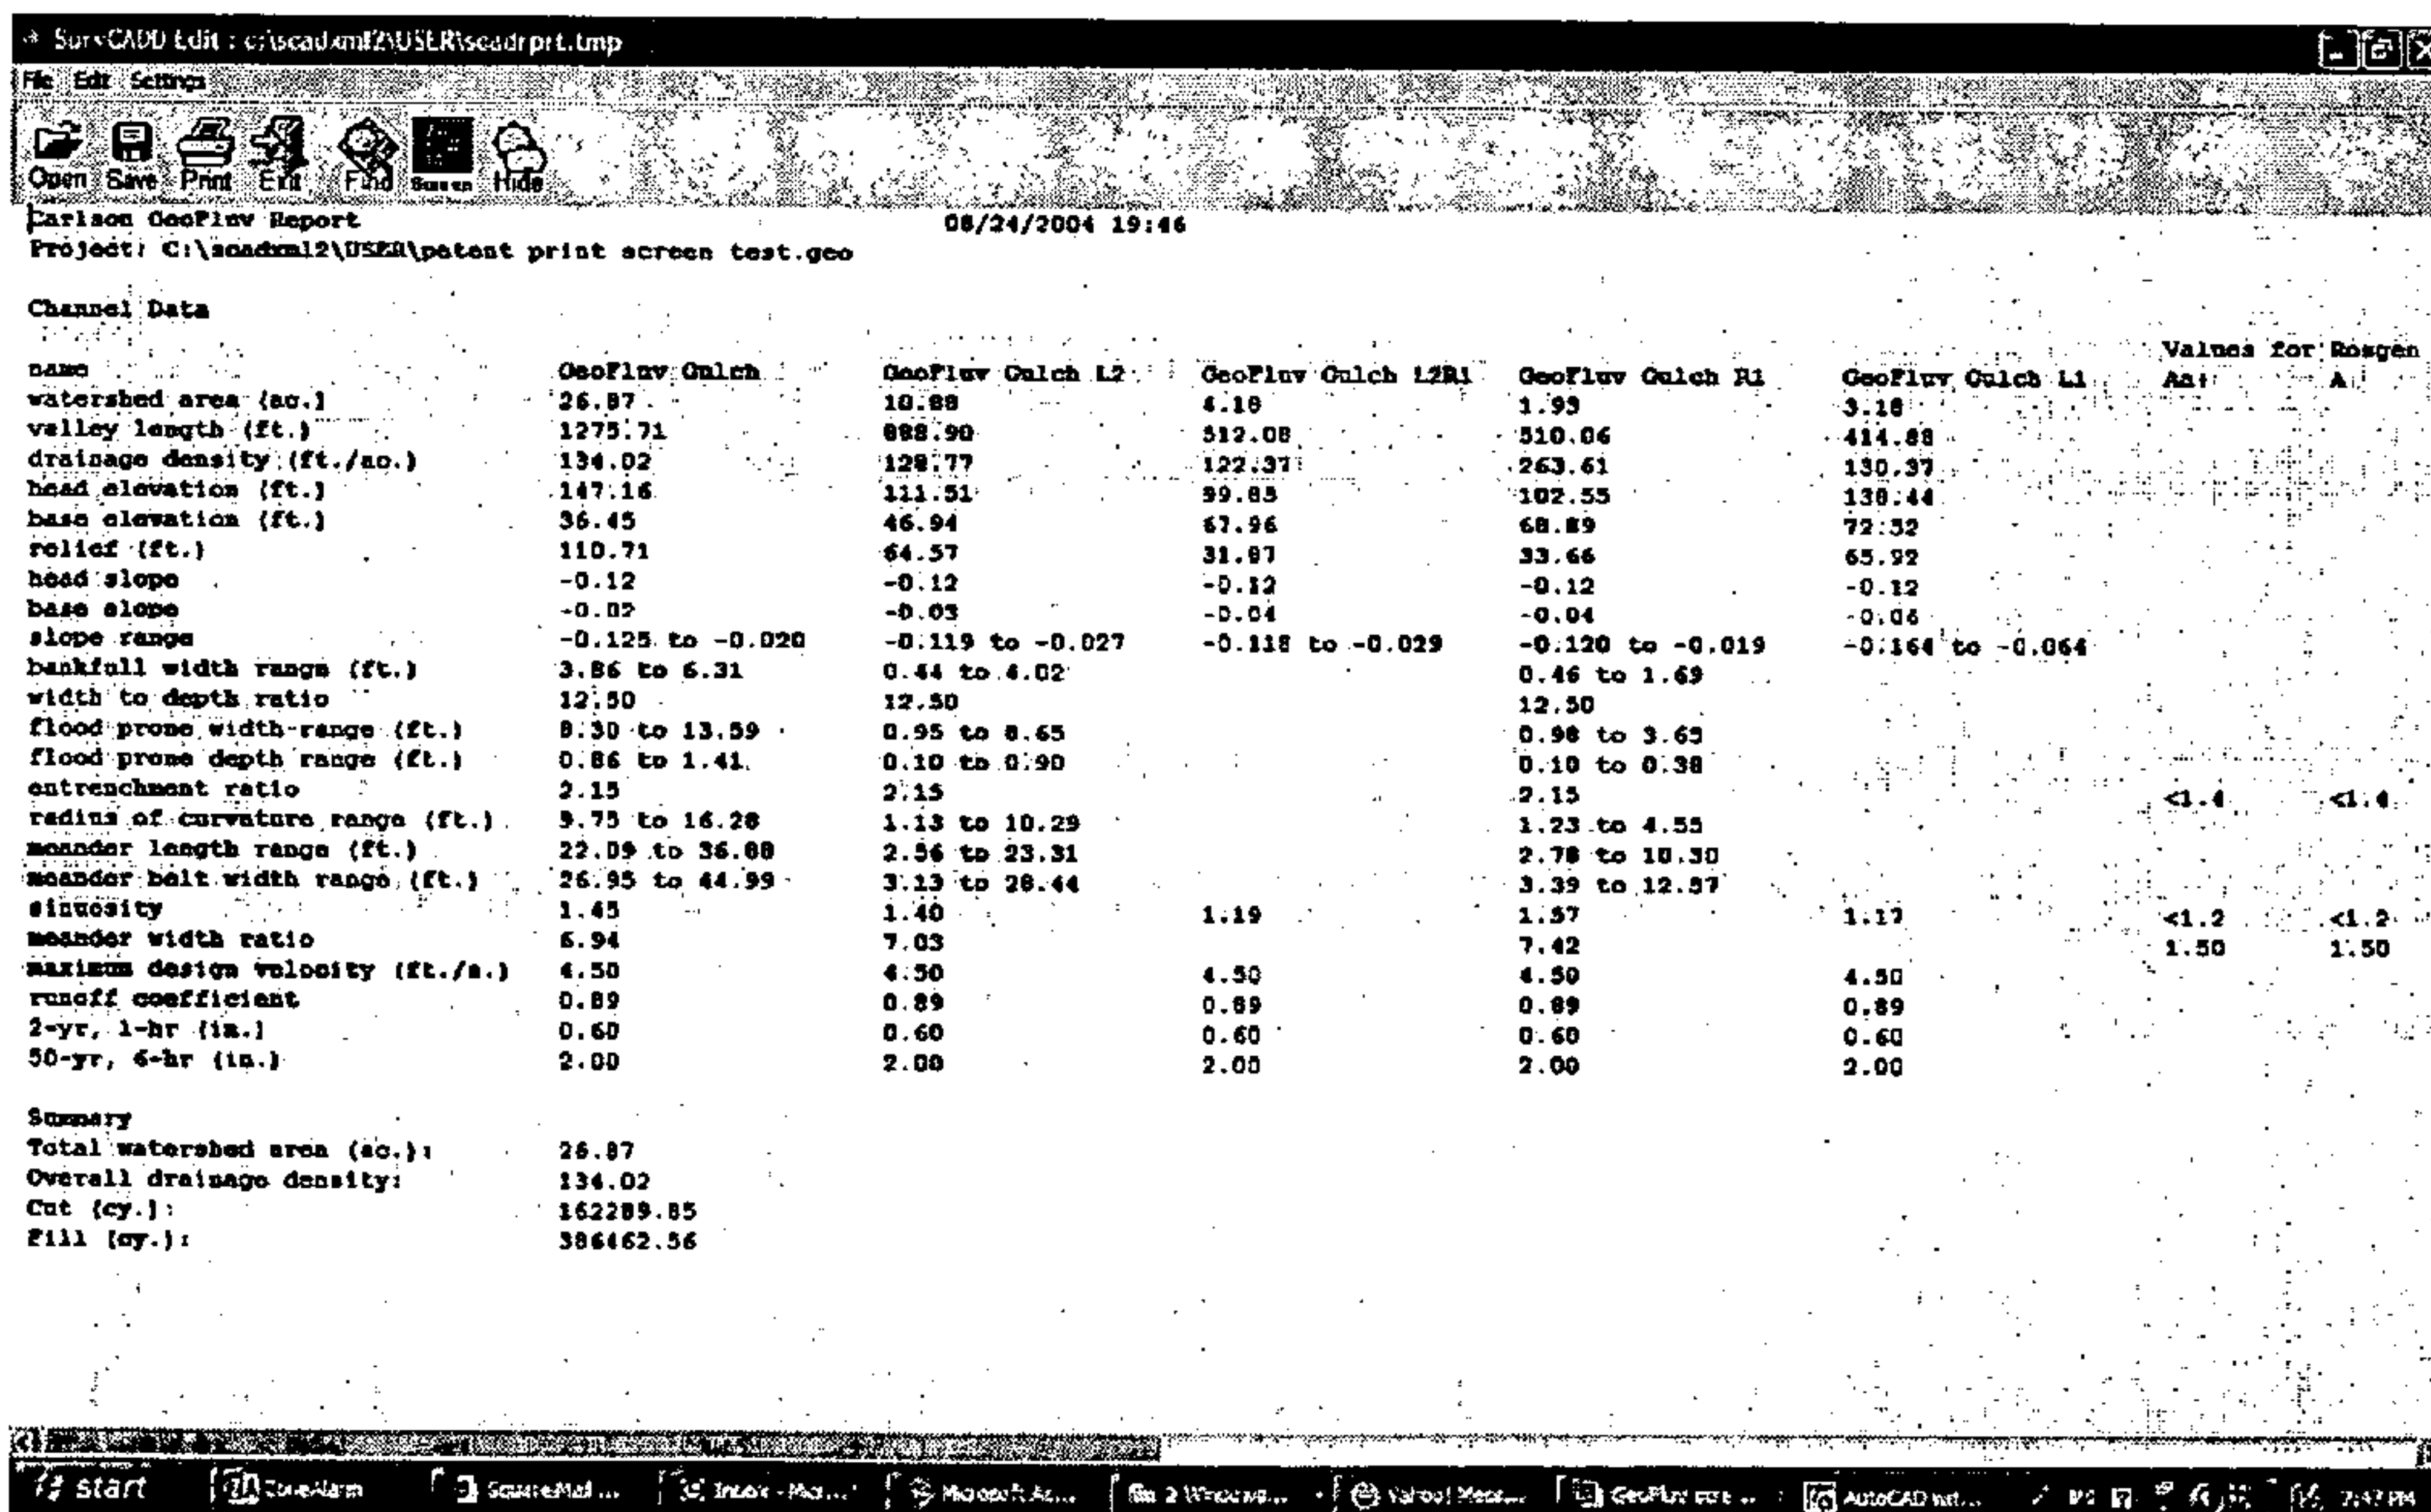 SurvCADD Edit : c:\scadxml2\USER\scadrprt.tmp
File Edit Settings
Open Save Print Exit Find Screen Hide
Carlson GeoFluv Report 08/24/2004 19:46
Project: C:\scadxml2\USER\patent print screen test.geo
Channel Data
Values for Rosgen
name GeoFluv Gulch GeoFluv Gulch L2 GeoFluv Gulch L2R1 GeoFluv Gulch R1 GeoFluv Gulch L1 Aa+ A
watershed area (ac.) 26.87 10.88 4.18 1.93 3.18
valley length (ft.) 1275.71 888.90 512.08 510.06 414.88
drainage density (ft./ac.) 134.02 128.77 122.37 263.61 130.37
head elevation (ft.) 147.16 111.51 99.83 102.55 138.44
base elevation (ft.) 36.45 46.94 67.96 68.89 72.52
relief (ft.) 110.71 64.57 31.87 33.66 65.92
head slope -0.12 -0.12 -0.12 -0.12 -0.12
base slope -0.02 -0.03 -0.04 -0.04 -0.06
slope range -0.125 to -0.020 -0.119 to -0.027 -0.118 to -0.029 -0.120 to -0.019 -0.164 to -0.064
bankfull width range (ft.) 3.86 to 6.31 0.44 to 4.02 0.46 to 1.69
width to depth ratio 12.50 12.50 12.50
flood prone width range (ft.) 8.30 to 13.59 0.95 to 8.65 0.98 to 3.63
flood prone depth range (ft.) 0.86 to 1.41 0.10 to 0.90 0.10 to 0.38
entrenchment ratio 2.15 2.15 2.15 <1.4 <1.4
radius of curvature range (ft.) 9.75 to 16.28 1.13 to 10.29 1.23 to 4.55
meander length range (ft.) 22.09 to 36.88 2.56 to 23.31 2.78 to 10.30
meander belt width range (ft.) 26.95 to 44.99 3.13 to 28.44 3.39 to 12.57
sinuosity 1.45 1.40 1.19 1.57 1.17 <1.2 <1.2
meander width ratio 6.94 7.03 7.42 1.50 1.50
maximum design velocity (ft./s.) 4.50 4.50 4.50 4.50 4.50
runoff coefficient 0.89 0.89 0.89 0.89 0.89
2-yr, 1-hr (in.) 0.60 0.60 0.60 0.60 0.60
50-yr, 6-hr (in.) 2.00 2.00 2.00 2.00 2.00
Summary
Total watershed area (ac.): 26.87
Overall drainage density: 134.02
Cut (cy.): 162289.85
Fill (cy.): 386462.56
start ZoneAlarm SquareMail ... Inbox - Mic... Microsoft Ac... 2 Windows... Yahoo! Mess... GeoFluv scre ... AutoCAD 7:47 PM